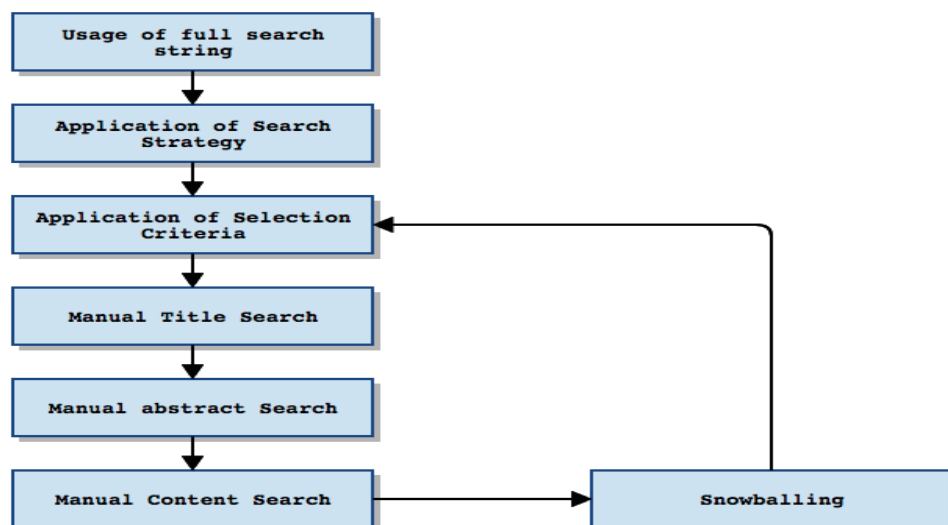 Usage of full search
string
Application of Search
Strategy
Application of Selection
Criteria
Manual Title Search
Manual abstract Search
Manual Content Search
Snowballing